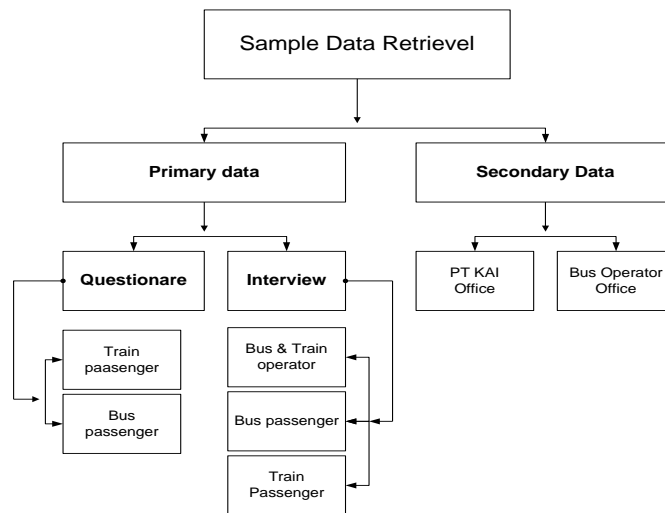 Sample Data Retrievel
Primary data
Secondary Data
Questionare
Interview
PT KAI
Office
Bus Operator
Office
Train
paasenger
Bus
passenger
Bus & Train
operator
Bus passenger
Train
Passenger